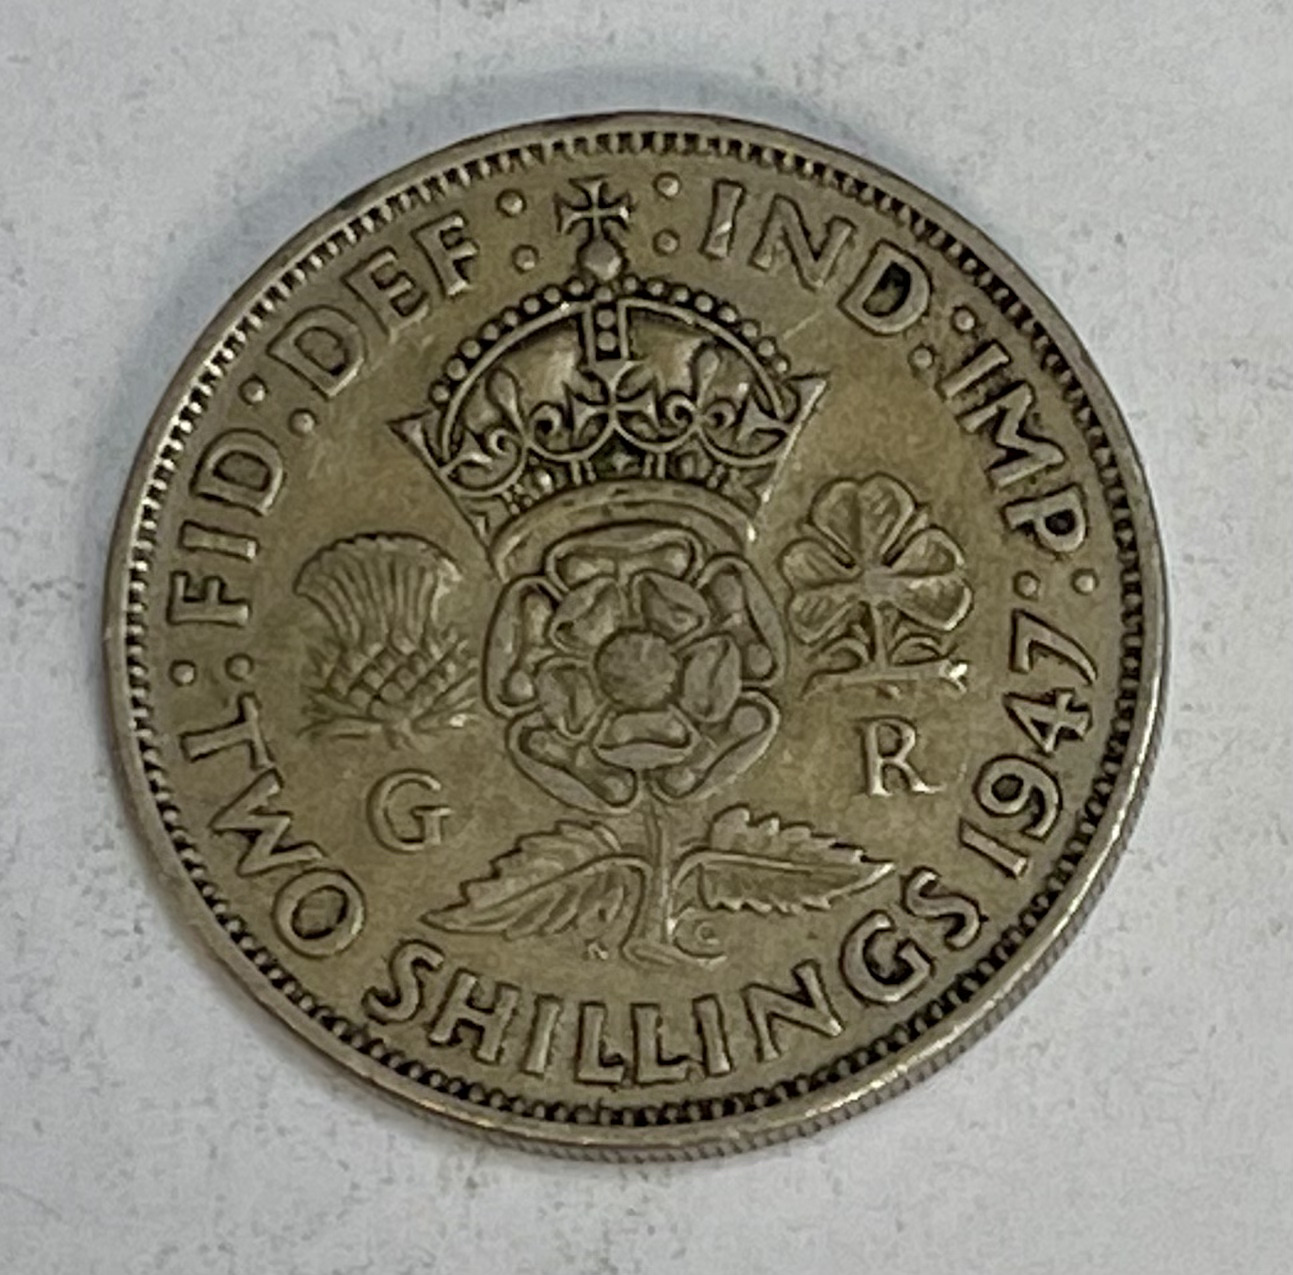 FID : DEF : IND : IMP :
TWO SHILLINGS 1947
G R
K G